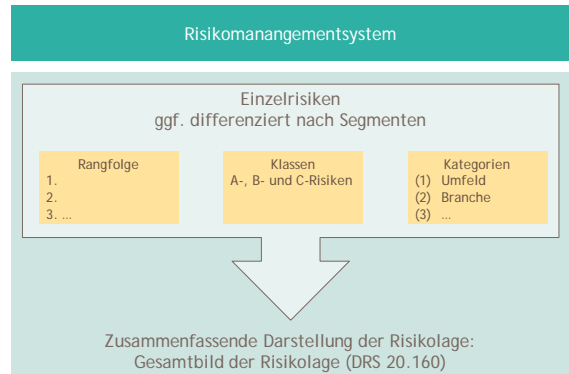 Risikomanangementsystem
Einzelrisiken
ggf. differenziert nach Segmenten
Rangfolge
1.
2.
3. ...
Klassen
A-, B- und C-Risiken
Kategorien
(1) Umfeld
(2) Branche
(3) ...
Zusammenfassende Darstellung der Risikolage:
Gesamtbild der Risikolage (DRS 20.160)